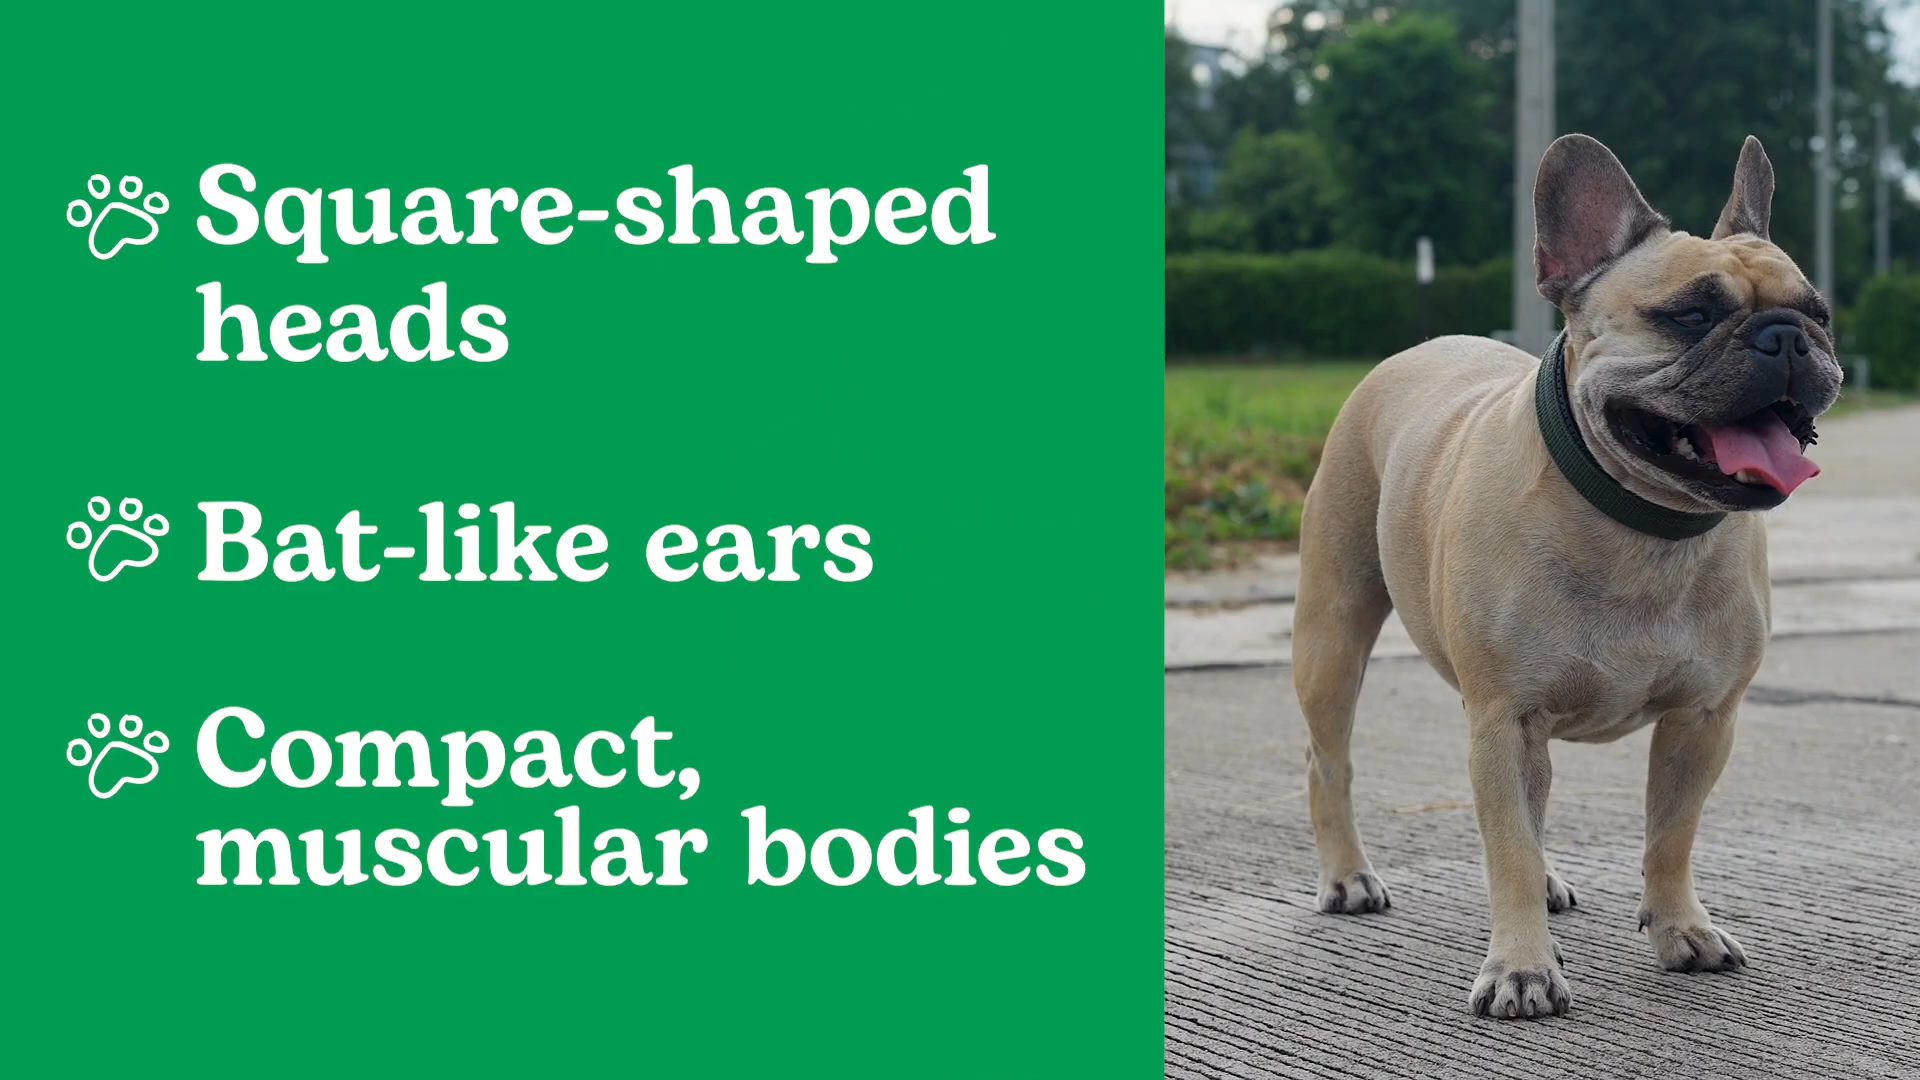 Square-shaped
heads
Bat-like ears
Compact,
muscular bodies